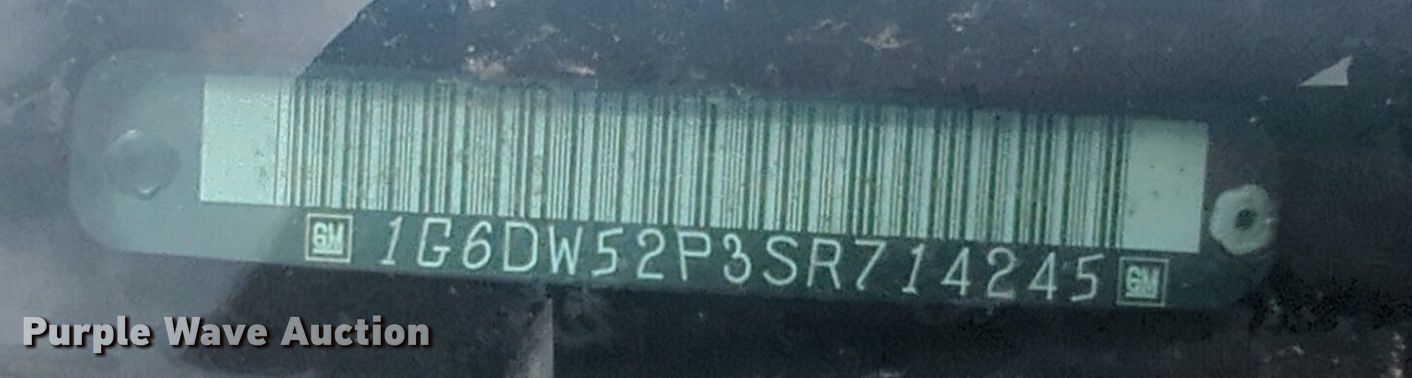 GM 1G6DW52P3SR714245 GM
Purple Wave Auction